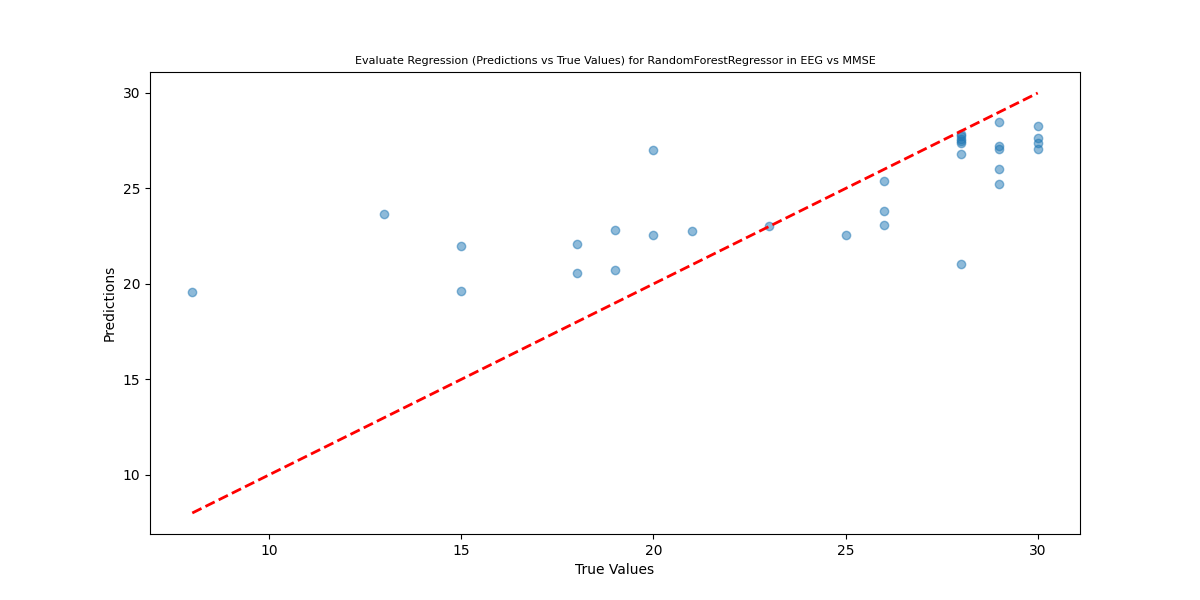 Evaluate Regression (Predictions vs True Values) for RandomForestRegressor in EEG vs MMSE
30
25
20
15
10
Predictions
10 15 20 25 30
True Values